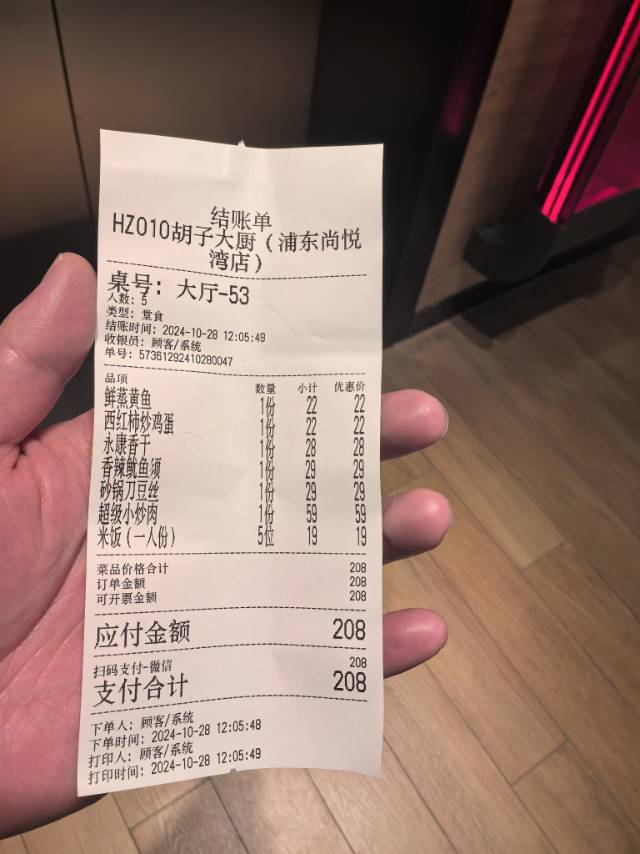 结账单
HZ010胡子大厨（浦东尚悦
湾店）
桌号：大厅-53
人数：5
类型：堂食
结账时间：2024-10-28 12:05:49
收银员：顾客/系统
单号：57361292410280047
品项 数量 小计 优惠价
鲜蒸黄鱼 1份 22 22
西红柿炒鸡蛋 1份 22 22
永康香干 1份 28 28
香辣鱿鱼须 1份 29 29
砂锅刀豆丝 1份 29 29
超级小炒肉 1份 59 59
米饭（一人份） 5位 19 19
菜品价格合计 208
订单金额 208
可开票金额 208
应付金额 208
扫码支付-微信 208
支付合计 208
下单人：顾客/系统
下单时间：2024-10-28 12:05:48
打印人：顾客/系统
打印时间：2024-10-28 12:05:49